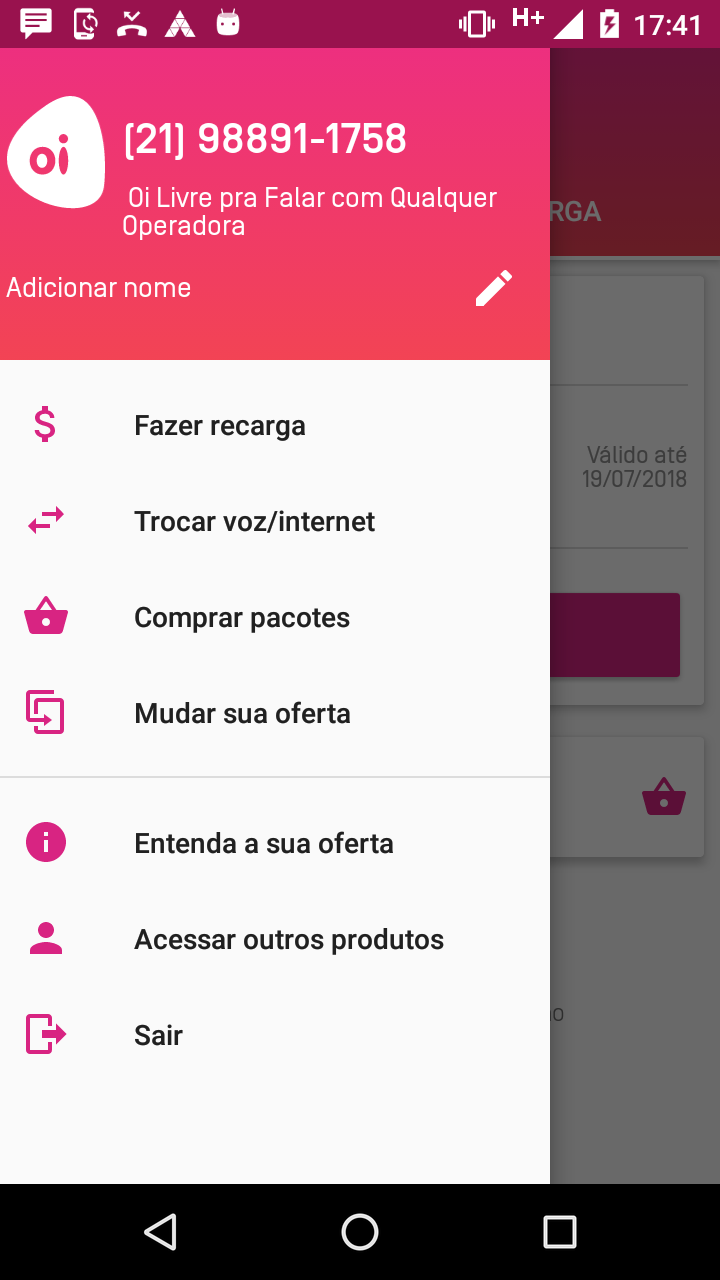 H+ 17:41
oi
(21) 98891-1758
Oi Livre pra Falar com Qualquer
Operadora
Adicionar nome
RGA
Fazer recarga
Válido até
19/07/2018
Trocar voz/internet
Comprar pacotes
Mudar sua oferta
Entenda a sua oferta
Acessar outros produtos
Sair